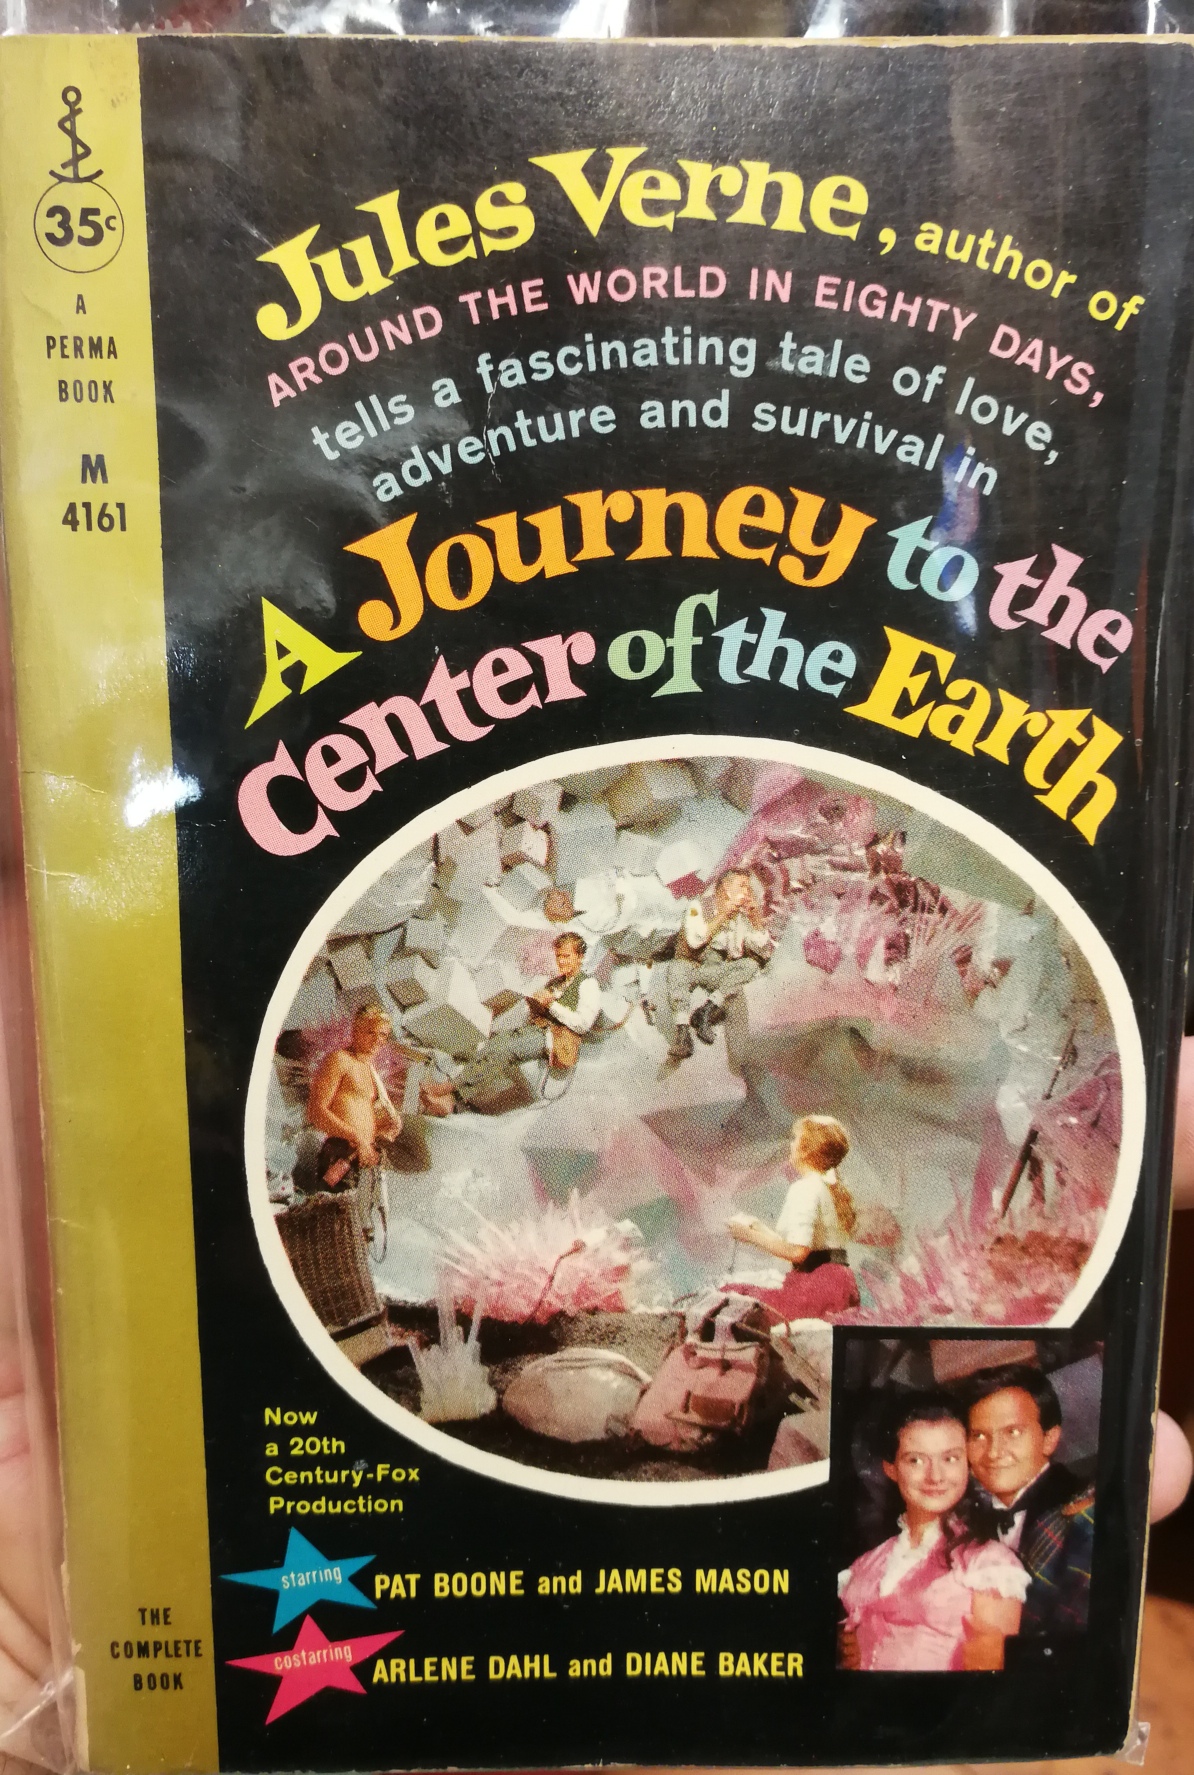 35c
A
PERMA
BOOK
M
4161
Jules Verne, author of
AROUND THE WORLD IN EIGHTY DAYS,
tells a fascinating tale of love,
adventure and survival in
A Journey to the
Center of the Earth
Now
a 20th
Century-Fox
Production
starring PAT BOONE and JAMES MASON
costarring ARLENE DAHL and DIANE BAKER
THE
COMPLETE
BOOK